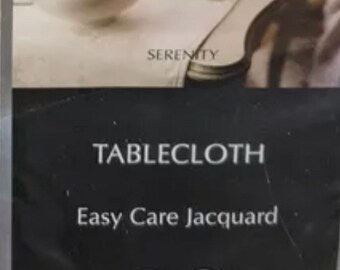 SERENITY
TABLECLOTH
Easy Care Jacquard